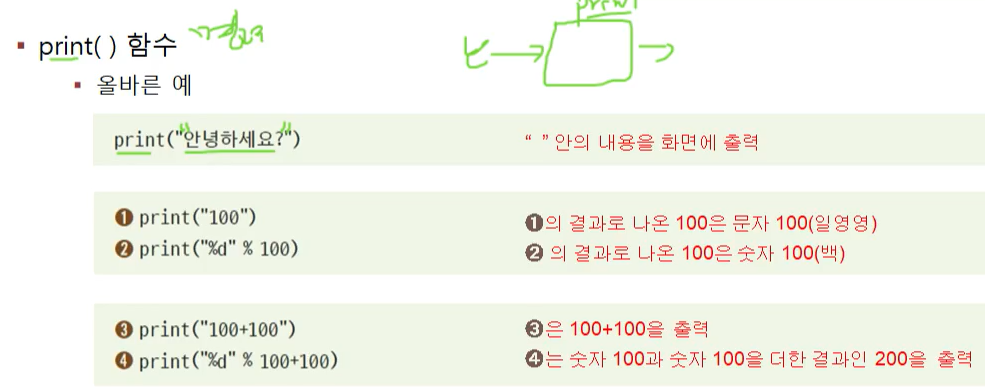 print
▪ print( ) 함수
▪ 올바른 예
print("안녕하세요?")
“ ” 안의 내용을 화면에 출력
❶ print("100")
❶의 결과로 나온 100은 문자 100(일영영)
❷ print("%d" % 100)
❷ 의 결과로 나온 100은 숫자 100(백)
❸ print("100+100")
❸은 100+100을 출력
❹ print("%d" % 100+100)
❹는 숫자 100과 숫자 100을 더한 결과인 200을 출력